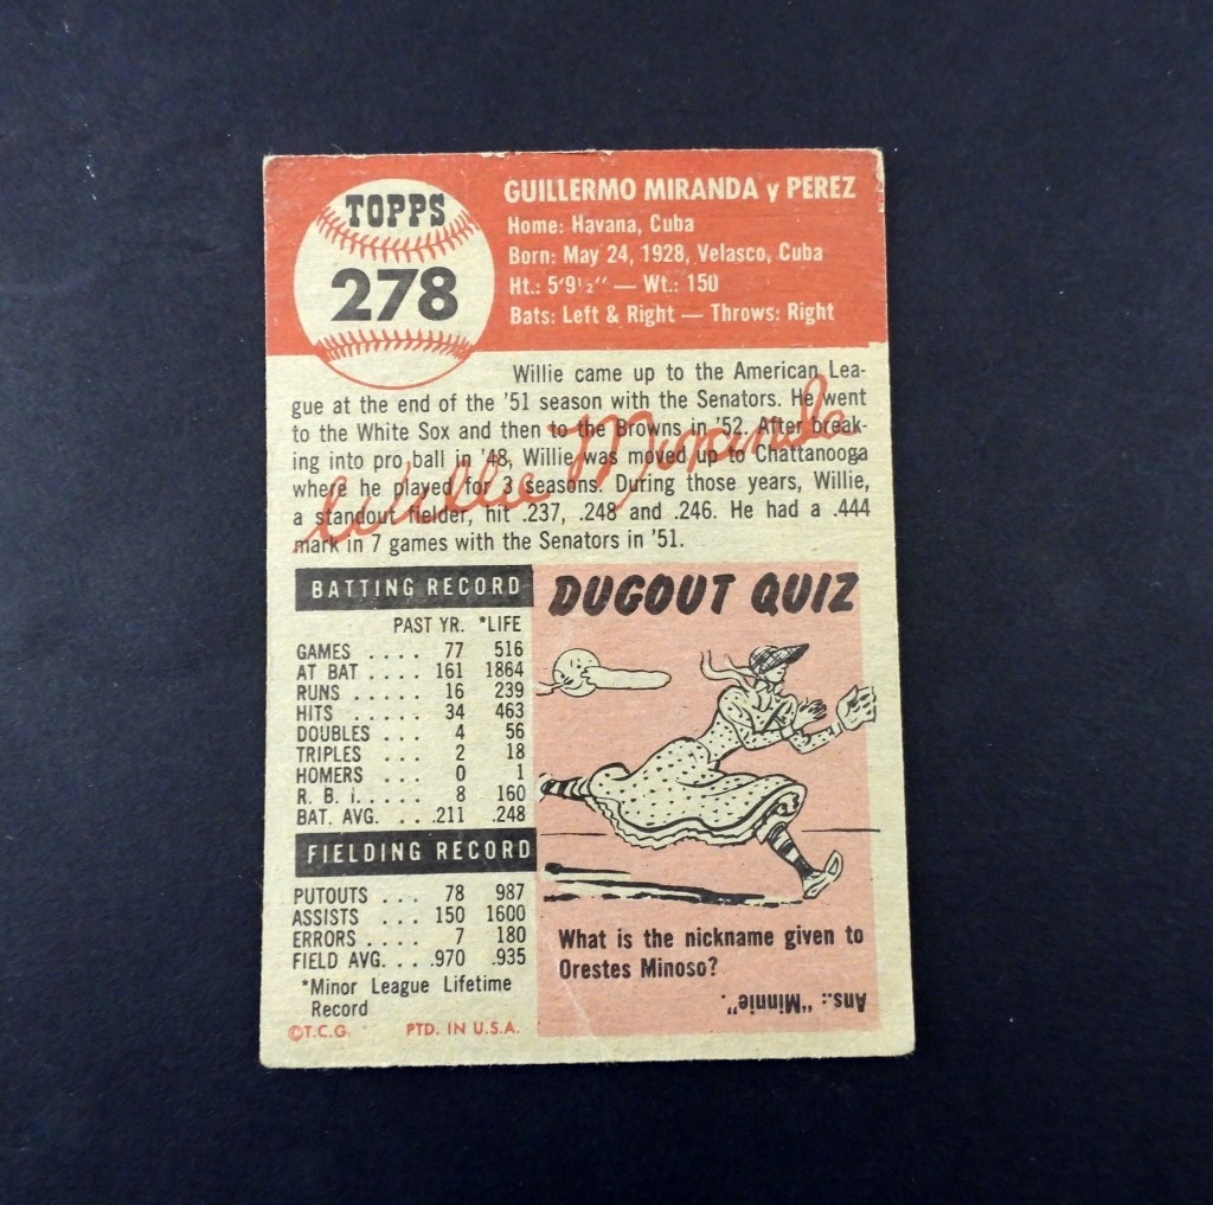 TOPPS
278
GUILLERMO MIRANDA y PEREZ
Home: Havana, Cuba
Born: May 24, 1928, Velasco, Cuba
Ht.: 5'9½" — Wt.: 150
Bats: Left & Right — Throws: Right
Willie came up to the American Lea-
gue at the end of the '51 season with the Senators. He went
to the White Sox and then to the Browns in '52. After break-
ing into pro ball in '48, Willie was moved up to Chattanooga
where he played for 3 seasons. During those years, Willie,
a standout fielder, hit .237, .248 and .246. He had a .444
mark in 7 games with the Senators in '51.
Willie Miranda
BATTING RECORD
PAST YR. *LIFE
GAMES .... 77 516
AT BAT .... 161 1864
RUNS ..... 16 239
HITS ..... 34 463
DOUBLES ... 4 56
TRIPLES ... 2 18
HOMERS ... 0 1
R. B. I. .... 8 160
BAT. AVG. ... .211 .248
FIELDING RECORD
PUTOUTS ... 78 987
ASSISTS ... 150 1600
ERRORS .... 7 180
FIELD AVG. ... .970 .935
*Minor League Lifetime
Record
©T.C.G. PTD. IN U.S.A.
DUGOUT QUIZ
What is the nickname given to
Orestes Minoso?
Ans.: "Minnie".